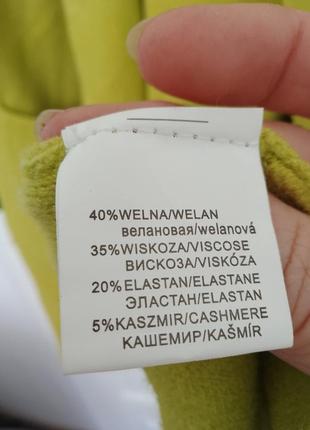 40%WELNA/WELAN
велановая/welanová
35%WISKOZA/VISCOSE
ВИСКОЗА/VISKÓZA
20%ELASTAN/ELASTANE
ЭЛАСТАН/ELASTAN
5%KASZMIR/CASHMERE
КАШЕМИР/KAŠMÍR